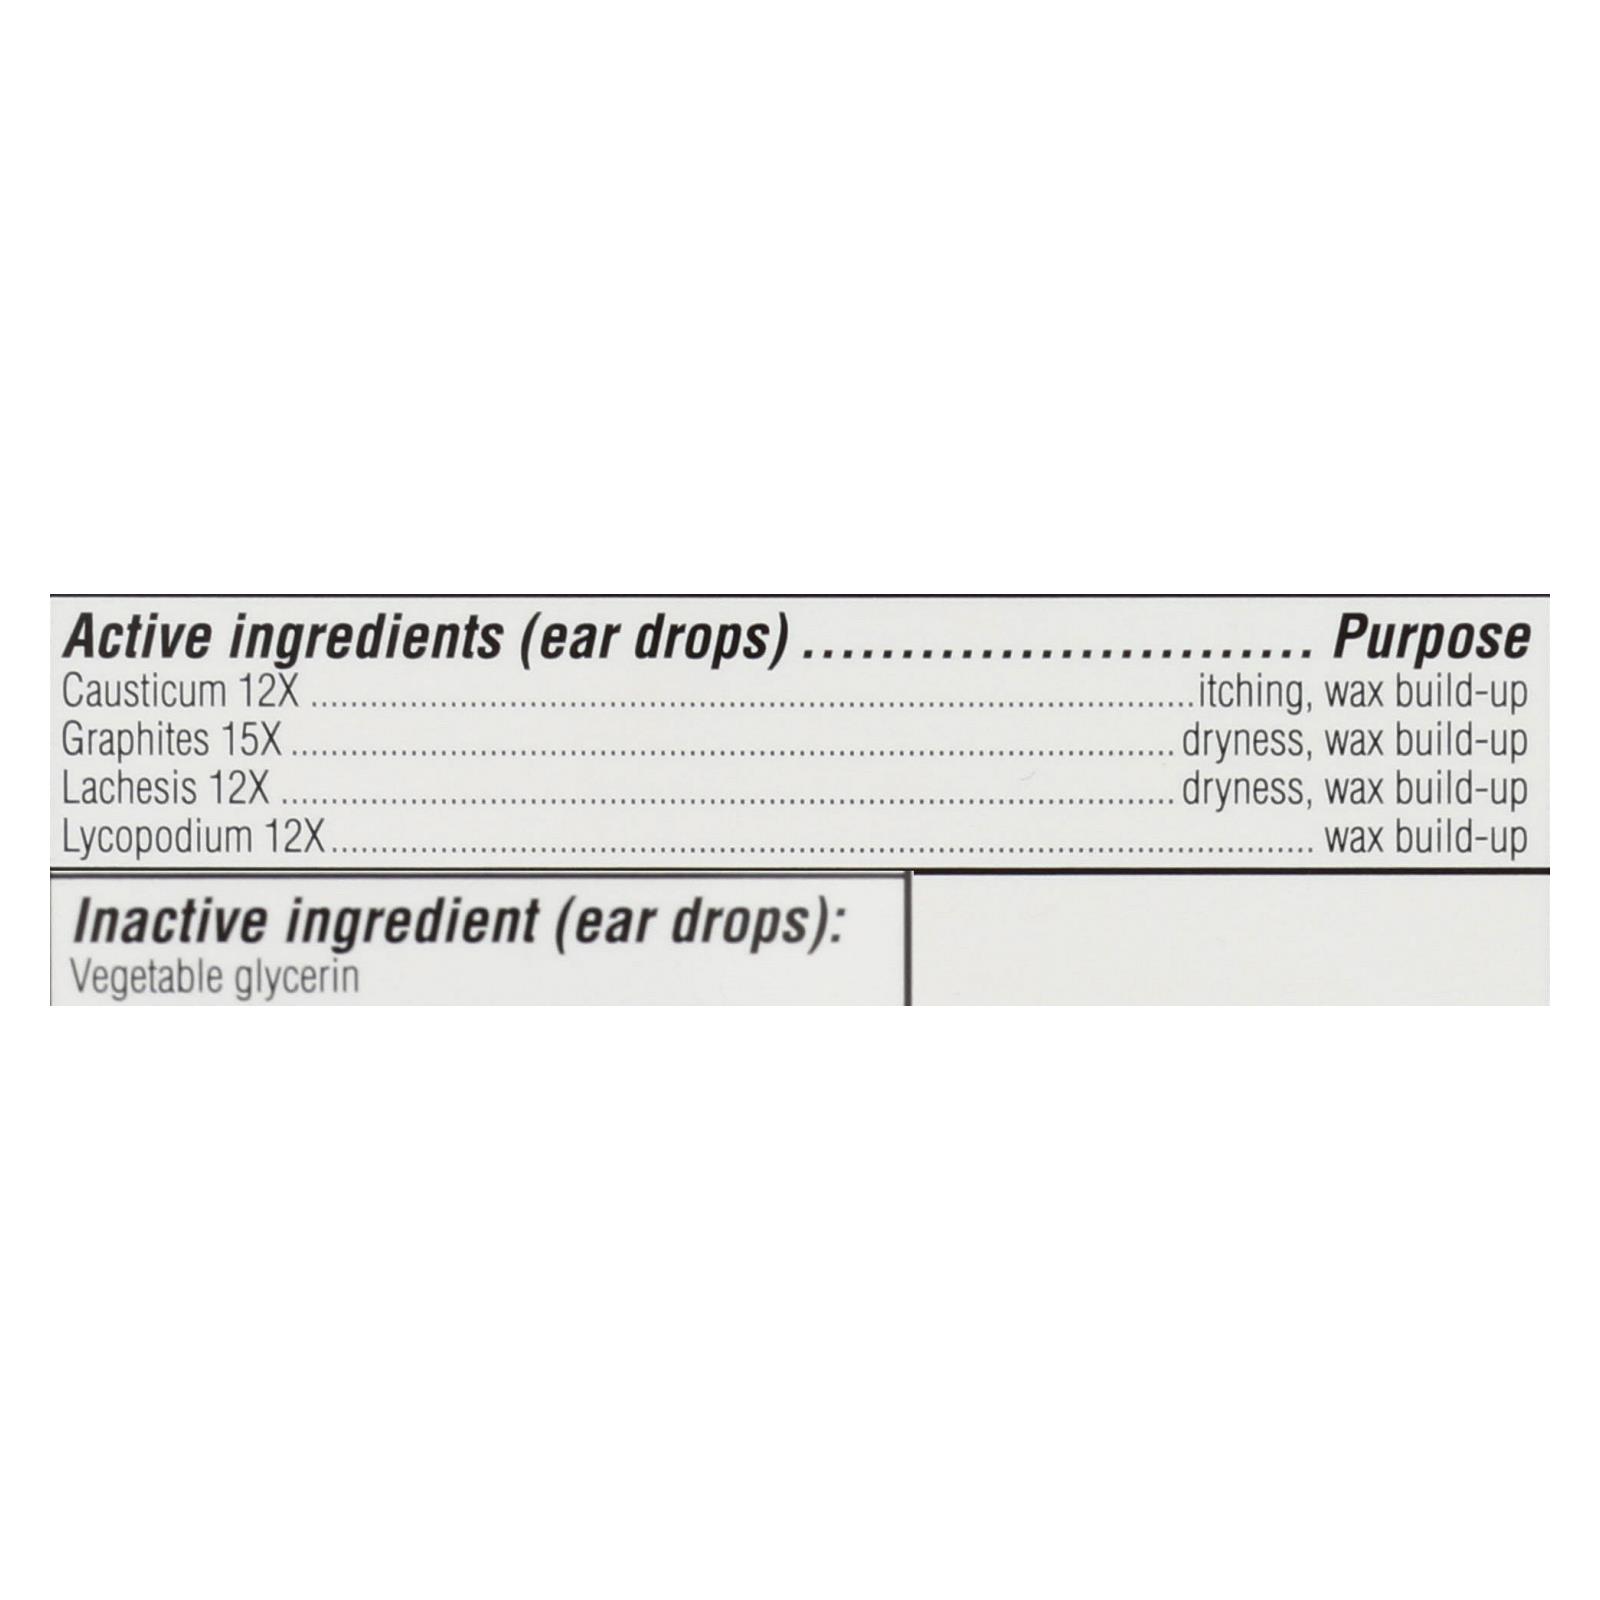 Active ingredients (ear drops) .......................... Purpose
Causticum 12X ............................................................................itching, wax build-up
Graphites 15X ............................................................................ dryness, wax build-up
Lachesis 12X ............................................................................. dryness, wax build-up
Lycopodium 12X..................................................................................... wax build-up
Inactive ingredient (ear drops):
Vegetable glycerin